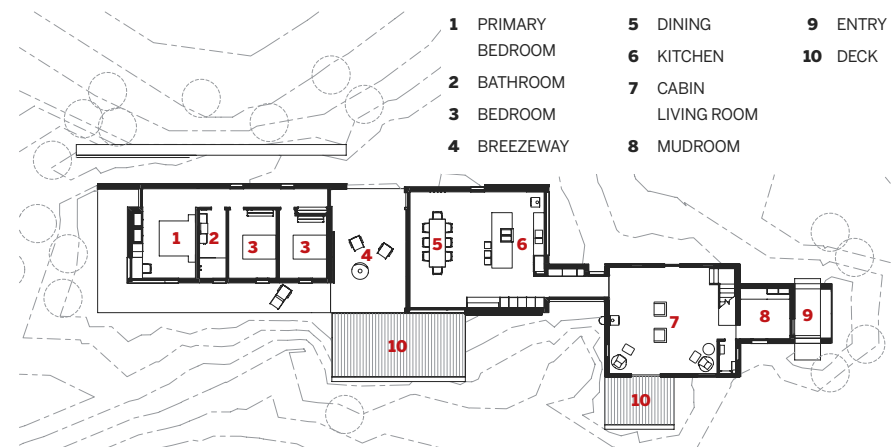 1 PRIMARY
BEDROOM
2 BATHROOM
3 BEDROOM
4 BREEZEWAY
5 DINING
6 KITCHEN
7 CABIN
LIVING ROOM
8 MUDROOM
9 ENTRY
10 DECK
1
2
3
3
4
5
6
7
8
9
10
10